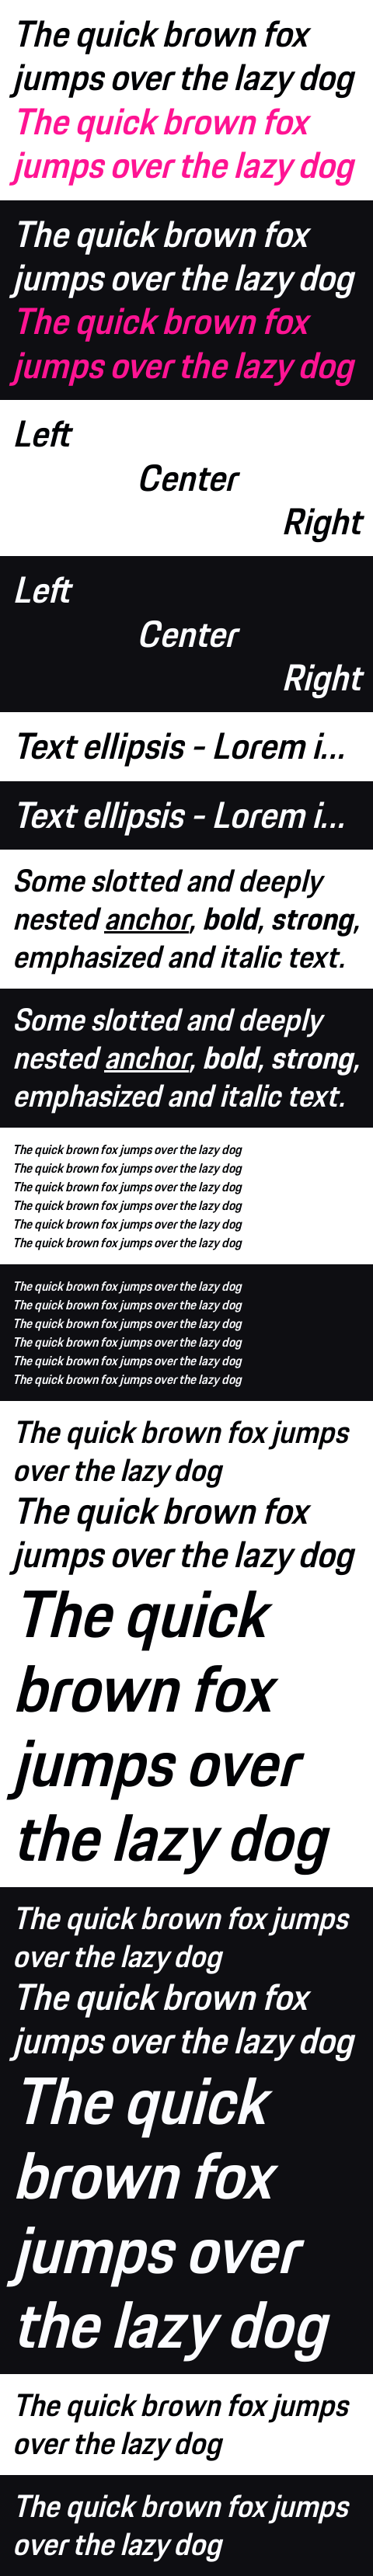 The quick brown fox
jumps over the lazy dog
The quick brown fox
jumps over the lazy dog
The quick brown fox
jumps over the lazy dog
The quick brown fox
jumps over the lazy dog
Left
Center
Right
Left
Center
Right
Text ellipsis - Lorem i...
Text ellipsis - Lorem i...
Some slotted and deeply
nested anchor, bold, strong,
emphasized and italic text.
Some slotted and deeply
nested anchor, bold, strong,
emphasized and italic text.
The quick brown fox jumps over the lazy dog
The quick brown fox jumps over the lazy dog
The quick brown fox jumps over the lazy dog
The quick brown fox jumps over the lazy dog
The quick brown fox jumps over the lazy dog
The quick brown fox jumps over the lazy dog
The quick brown fox jumps over the lazy dog
The quick brown fox jumps over the lazy dog
The quick brown fox jumps over the lazy dog
The quick brown fox jumps over the lazy dog
The quick brown fox jumps over the lazy dog
The quick brown fox jumps over the lazy dog
The quick brown fox jumps
over the lazy dog
The quick brown fox
jumps over the lazy dog
The quick
brown fox
jumps over
the lazy dog
The quick brown fox jumps
over the lazy dog
The quick brown fox
jumps over the lazy dog
The quick
brown fox
jumps over
the lazy dog
The quick brown fox jumps
over the lazy dog
The quick brown fox jumps
over the lazy dog